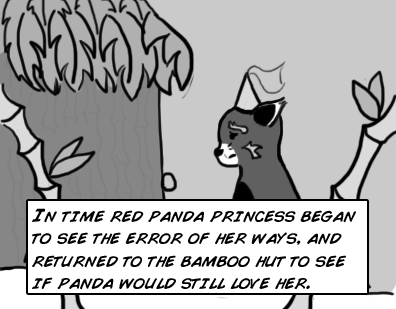 IN TIME RED PANDA PRINCESS BEGAN
TO SEE THE ERROR OF HER WAYS, AND
RETURNED TO THE BAMBOO HUT TO SEE
IF PANDA WOULD STILL LOVE HER.